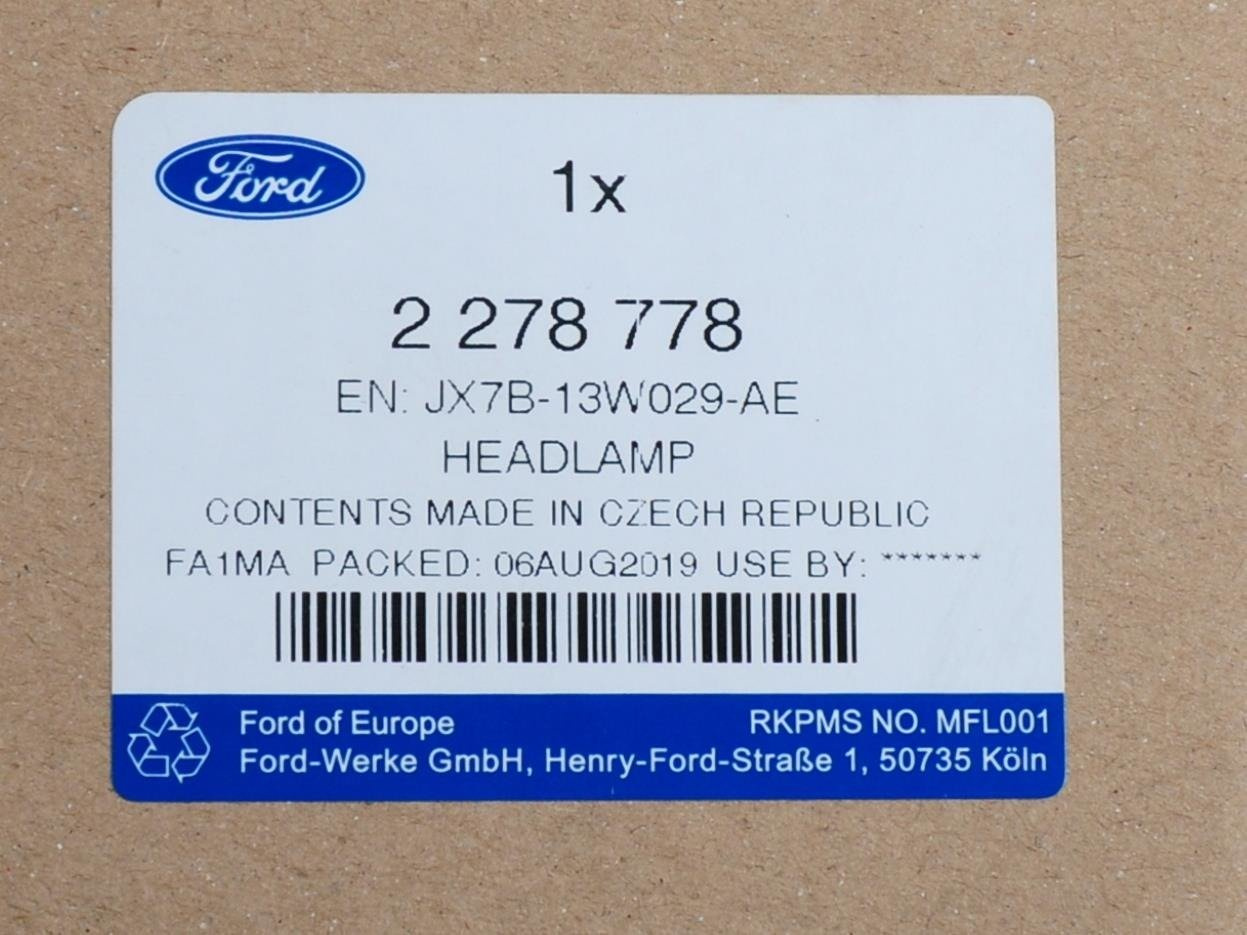 Ford
1x
2 278 778
EN: JX7B-13W029-AE
HEADLAMP
CONTENTS MADE IN CZECH REPUBLIC
FA1MA PACKED: 06AUG2019 USE BY: *******
Ford of Europe RKPMS NO. MFL001
Ford-Werke GmbH, Henry-Ford-Straße 1, 50735 Köln